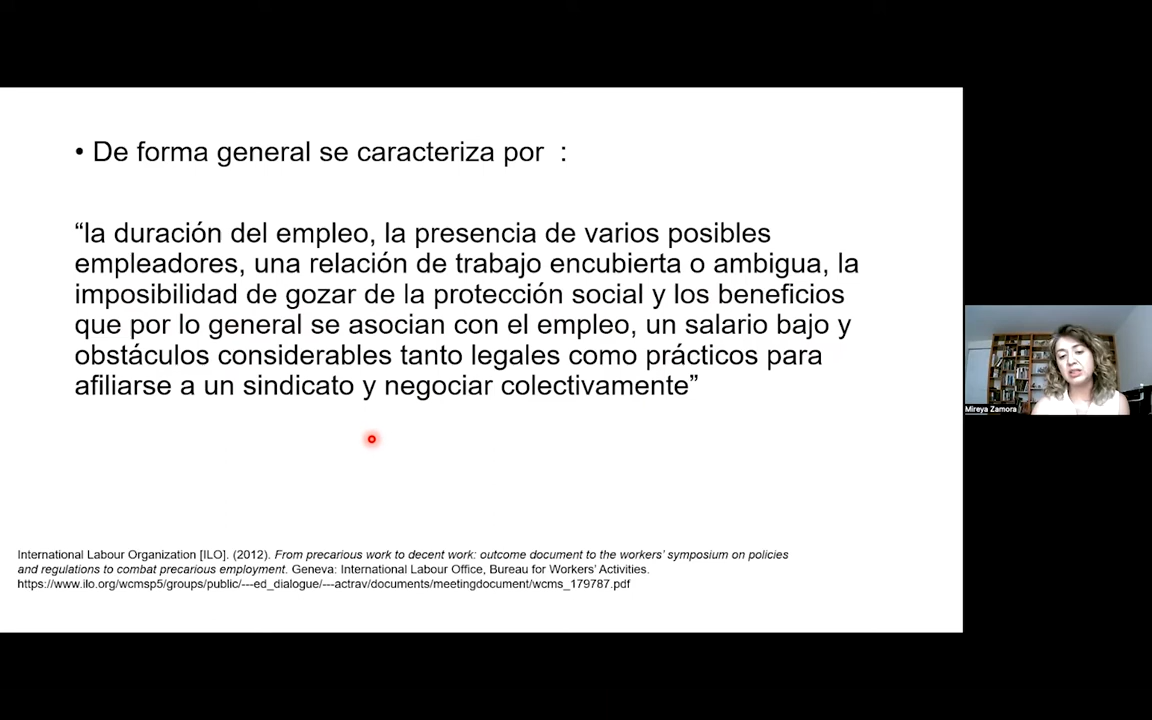 • De forma general se caracteriza por :
“la duración del empleo, la presencia de varios posibles
empleadores, una relación de trabajo encubierta o ambigua, la
imposibilidad de gozar de la protección social y los beneficios
que por lo general se asocian con el empleo, un salario bajo y
obstáculos considerables tanto legales como prácticos para
afiliarse a un sindicato y negociar colectivamente”
Mireya Zamora
International Labour Organization [ILO]. (2012). From precarious work to decent work: outcome document to the workers’ symposium on policies
and regulations to combat precarious employment. Geneva: International Labour Office, Bureau for Workers’ Activities.
https://www.ilo.org/wcmsp5/groups/public/---ed_dialogue/---actrav/documents/meetingdocument/wcms_179787.pdf